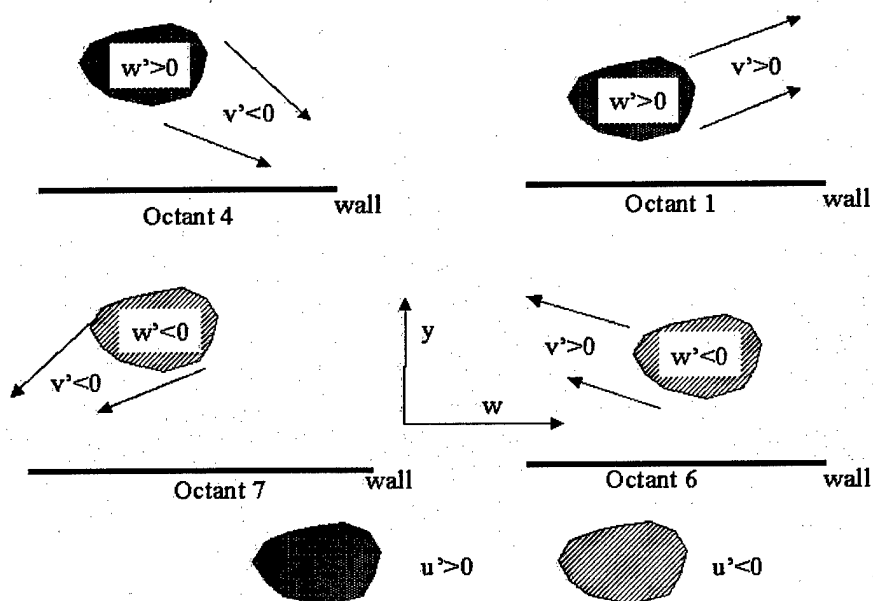 w'>0
v'<0
wall
Octant 4
w'>0
v'>0
wall
Octant 1
w'<0
v'<0
wall
Octant 7
y
w
v'>0
w'<0
wall
Octant 6
u'>0
u'<0